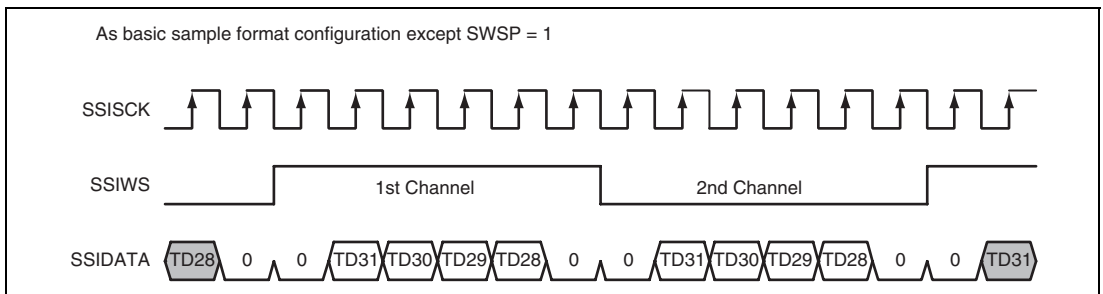 As basic sample format configuration except SWSP = 1
SSISCK
SSIWS 1st Channel 2nd Channel
SSIDATA TD28 0 0 TD31 TD30 TD29 TD28 0 0 TD31 TD30 TD29 TD28 0 0 TD31